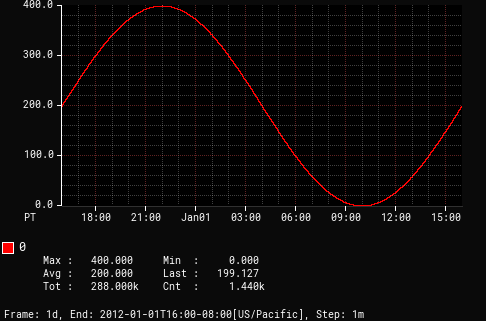 400.0
300.0
200.0
100.0
0.0
PT 18:00 21:00 Jan01 03:00 06:00 09:00 12:00 15:00
0
Max : 400.000 Min : 0.000
Avg : 200.000 Last : 199.127
Tot : 288.000k Cnt : 1.440k
Frame: 1d, End: 2012-01-01T16:00-08:00[US/Pacific], Step: 1m